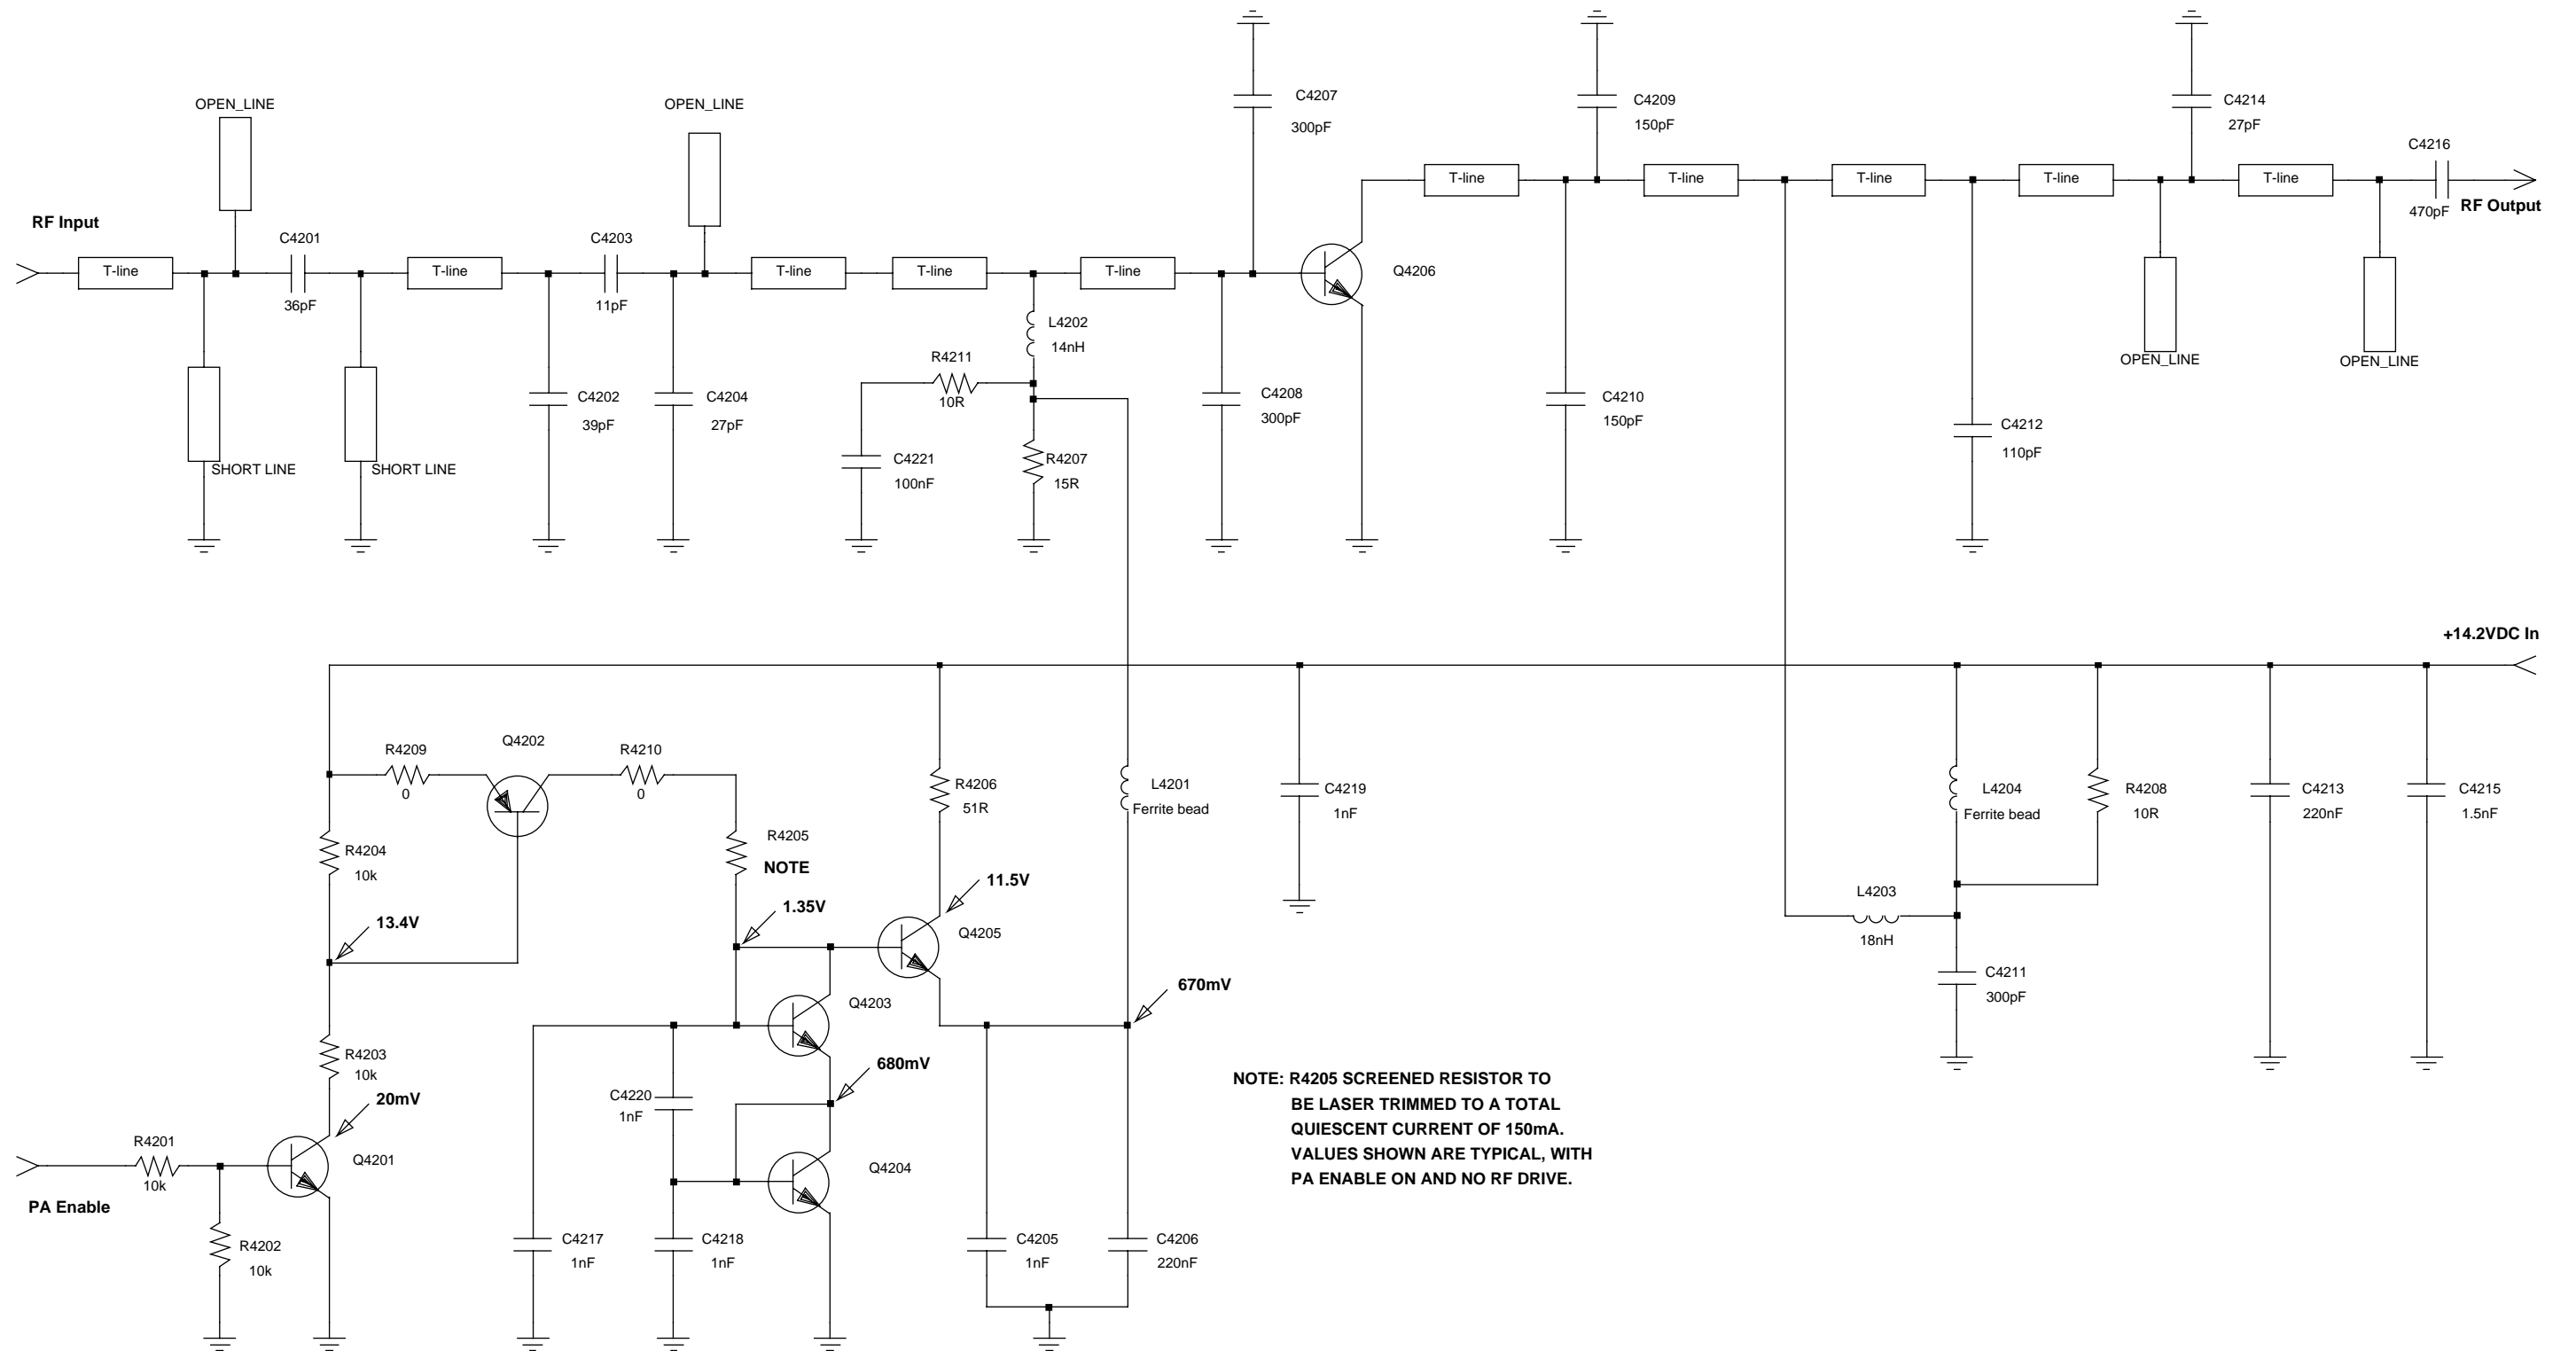 OPEN_LINE
OPEN_LINE
C4207
300pF
C4209
150pF
C4214
27pF
C4216
470pF
RF Output
RF Input
T-line
C4201
36pF
T-line
C4203
11pF
T-line
T-line
T-line
Q4206
T-line
T-line
T-line
T-line
T-line
SHORT LINE
SHORT LINE
C4202
39pF
C4204
27pF
L4202
14nH
R4211
10R
C4221
100nF
R4207
15R
C4208
300pF
C4210
150pF
C4212
110pF
OPEN_LINE
OPEN_LINE
+14.2VDC In
R4209
0
Q4202
R4210
0
R4204
10k
R4205
NOTE
R4206
51R
L4201
Ferrite bead
C4219
1nF
L4204
Ferrite bead
R4208
10R
C4213
220nF
C4215
1.5nF
13.4V
1.35V
11.5V
Q4205
L4203
18nH
C4211
300pF
R4203
10k
Q4203
680mV
670mV
20mV
C4220
1nF
R4201
10k
Q4201
Q4204
PA Enable
R4202
10k
C4217
1nF
C4218
1nF
C4205
1nF
C4206
220nF
NOTE: R4205 SCREENED RESISTOR TO
BE LASER TRIMMED TO A TOTAL
QUIESCENT CURRENT OF 150mA.
VALUES SHOWN ARE TYPICAL, WITH
PA ENABLE ON AND NO RF DRIVE.